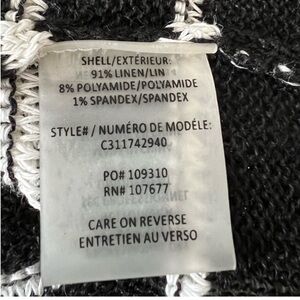 SHELL/EXTÉRIEUR:
91% LINEN/LIN
8% POLYAMIDE/POLYAMIDE
1% SPANDEX/SPANDEX
STYLE# / NUMÉRO DE MODÈLE:
C311742940
PO# 109310
RN# 107677
CARE ON REVERSE
ENTRETIEN AU VERSO